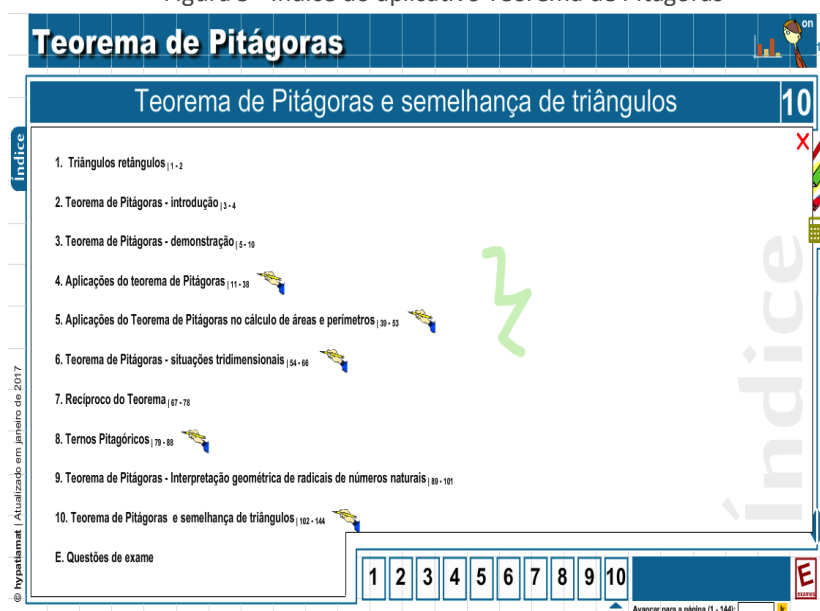 Teorema de Pitágoras
on
Teorema de Pitágoras e semelhança de triângulos
10
Índice
1. Triângulos retângulos | 1 - 2
2. Teorema de Pitágoras - introdução | 3 - 4
3. Teorema de Pitágoras - demonstração | 5 - 10
4. Aplicações do teorema de Pitágoras | 11 - 38
5. Aplicações do Teorema de Pitágoras no cálculo de áreas e perímetros | 39 - 53
6. Teorema de Pitágoras - situações tridimensionais | 54 - 66
7. Recíproco do Teorema | 67 - 78
8. Ternos Pitagóricos | 79 - 88
9. Teorema de Pitágoras - Interpretação geométrica de radicais de números naturais | 89 - 101
10. Teorema de Pitágoras e semelhança de triângulos | 102 - 144
E. Questões de exame
Índice
© hypatiamat | Atualizado em janeiro de 2017
1 2 3 4 5 6 7 8 9 10
E
exames
Avançar para a página (1 - 144):